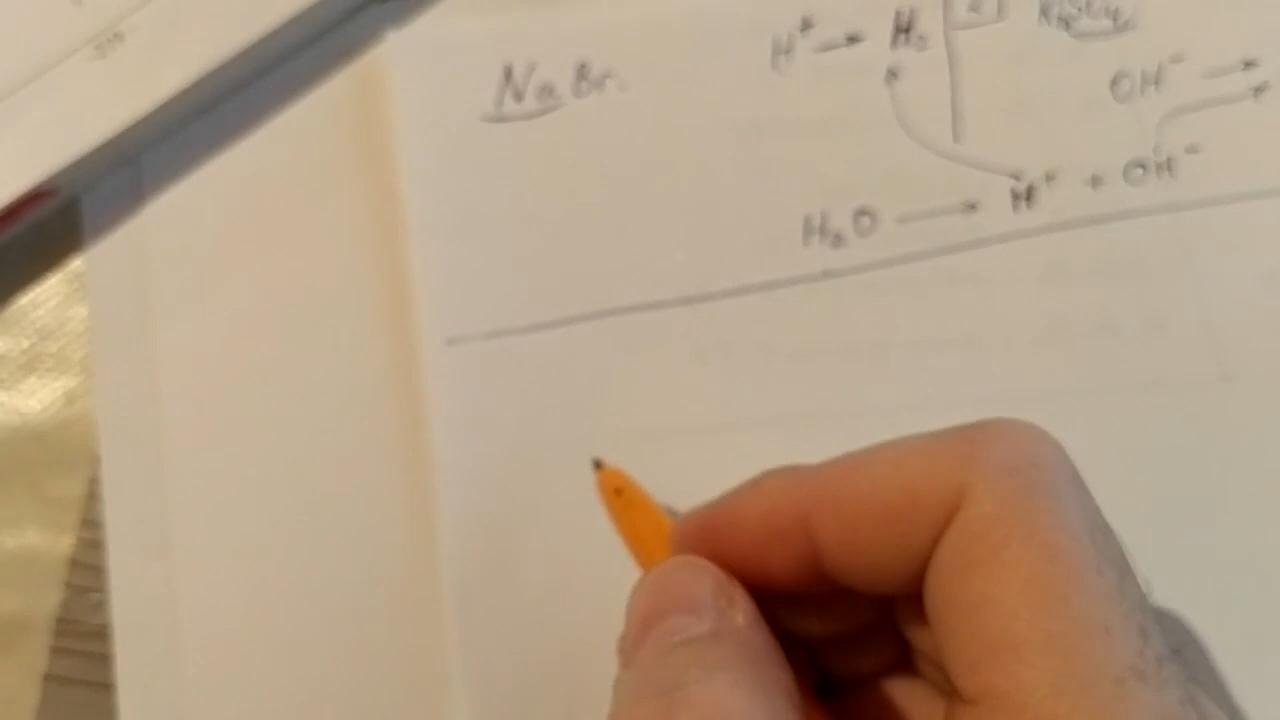 H⁺ → H₂
NaBr.
OH⁻ →
H₂O → H⁺ + OH⁻